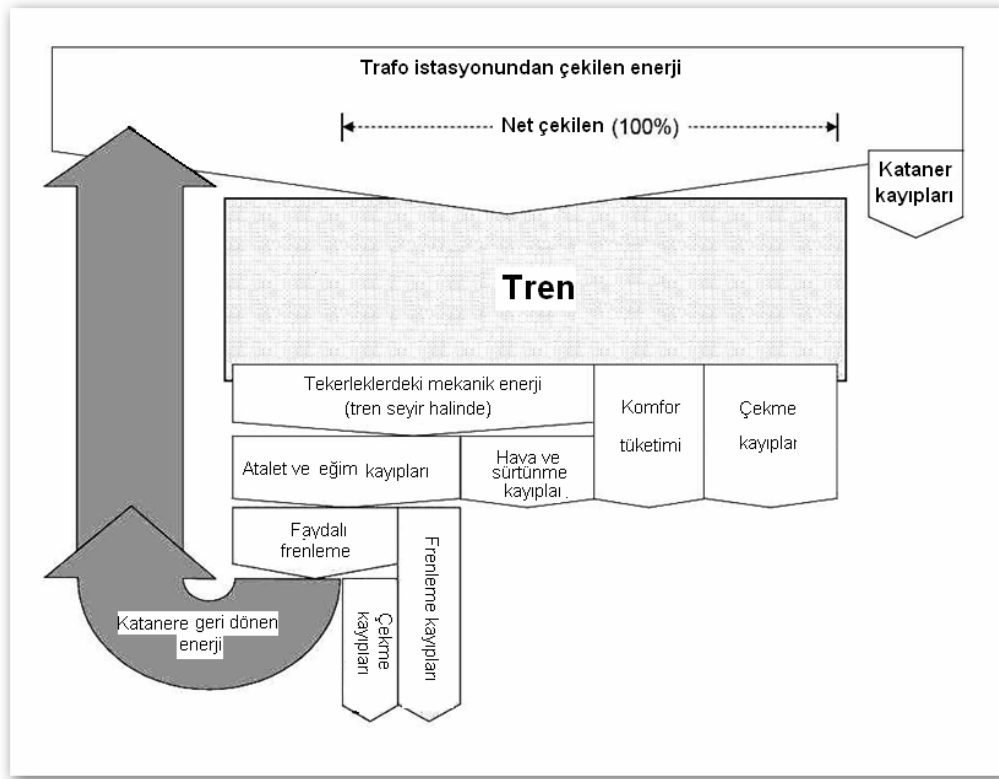 Trafo istasyonundan çekilen enerji
Net çekilen (100%)
Kataner
kayıpları
Tren
Tekerleklerdeki mekanik enerji
(tren seyir halinde)
Komfor
tüketimi
Çekme
kayıplar
Atalet ve eğim kayıpları
Hava ve
sürtünme
kayıpları
Faydalı
frenleme
Frenleme kayıpları
Çekme
kayıpları
Katanere geri dönen
enerji